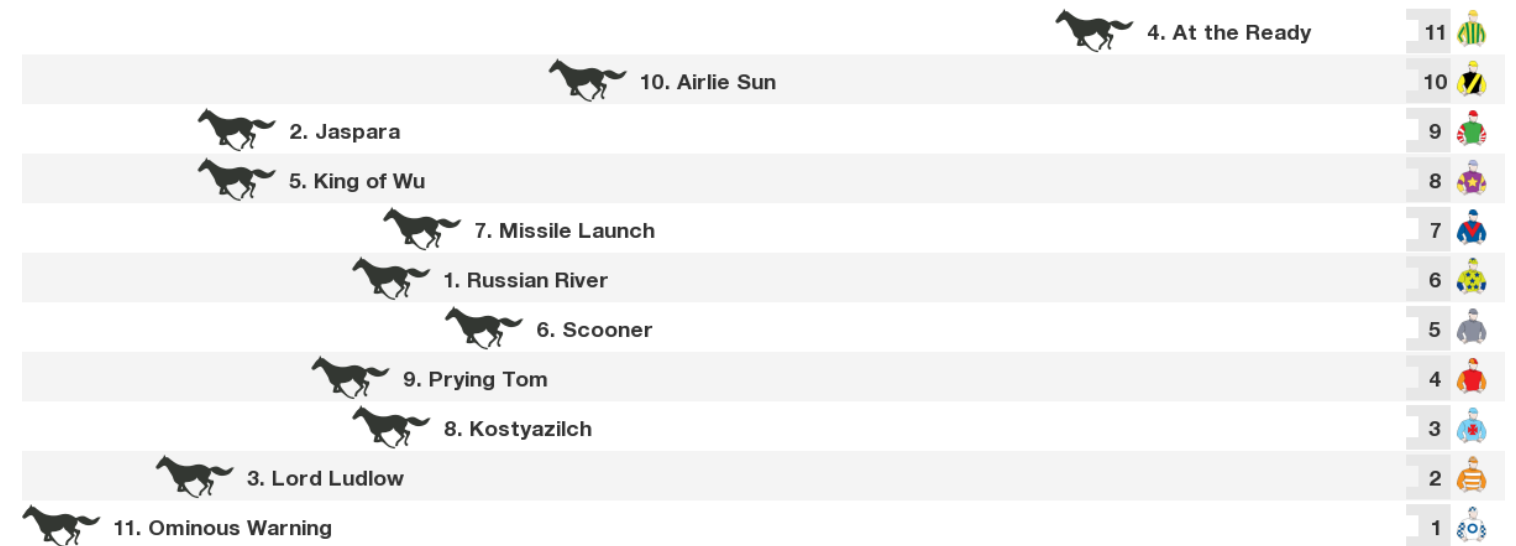 4. At the Ready 11
10. Airlie Sun 10
2. Jaspara 9
5. King of Wu 8
7. Missile Launch 7
1. Russian River 6
6. Scooner 5
9. Prying Tom 4
8. Kostyazilch 3
3. Lord Ludlow 2
11. Ominous Warning 1